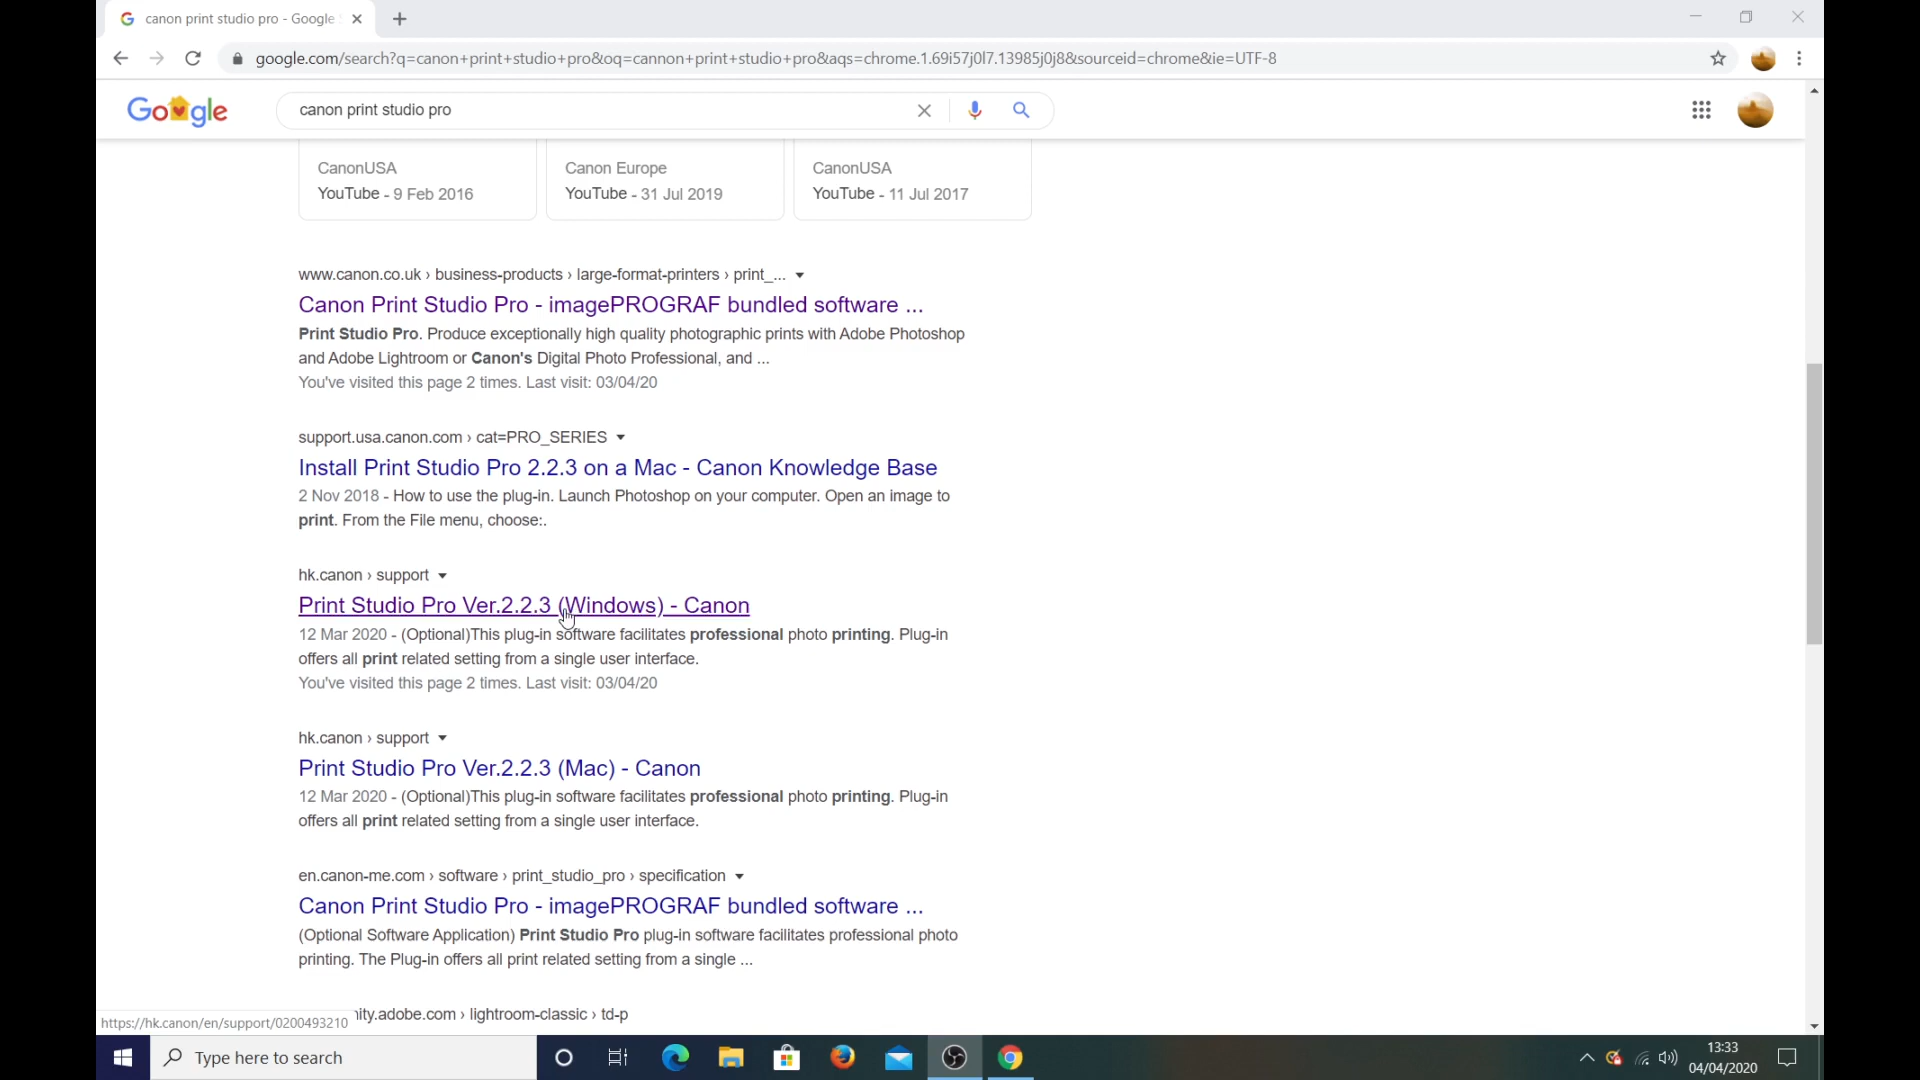 canon print studio pro - Google
google.com/search?q=canon+print+studio+pro&oq=cannon+print+studio+pro&aqs=chrome.1.69i57j0l7.13985j0j8&sourceid=chrome&ie=UTF-8
Google
canon print studio pro
CanonUSA
YouTube - 9 Feb 2016
Canon Europe
YouTube - 31 Jul 2019
CanonUSA
YouTube - 11 Jul 2017
www.canon.co.uk › business-products › large-format-printers › print_...
Canon Print Studio Pro - imagePROGRAF bundled software ...
Print Studio Pro. Produce exceptionally high quality photographic prints with Adobe Photoshop
and Adobe Lightroom or Canon's Digital Photo Professional, and ...
You've visited this page 2 times. Last visit: 03/04/20
support.usa.canon.com › cat=PRO_SERIES
Install Print Studio Pro 2.2.3 on a Mac - Canon Knowledge Base
2 Nov 2018 - How to use the plug-in. Launch Photoshop on your computer. Open an image to
print. From the File menu, choose:.
hk.canon › support
Print Studio Pro Ver.2.2.3 (Windows) - Canon
12 Mar 2020 - (Optional)This plug-in software facilitates professional photo printing. Plug-in
offers all print related setting from a single user interface.
You've visited this page 2 times. Last visit: 03/04/20
hk.canon › support
Print Studio Pro Ver.2.2.3 (Mac) - Canon
12 Mar 2020 - (Optional)This plug-in software facilitates professional photo printing. Plug-in
offers all print related setting from a single user interface.
en.canon-me.com › software › print_studio_pro › specification
Canon Print Studio Pro - imagePROGRAF bundled software ...
(Optional Software Application) Print Studio Pro plug-in software facilitates professional photo
printing. The Plug-in offers all print related setting from a single ...
ity.adobe.com › lightroom-classic › td-p
https://hk.canon/en/support/0200493210
Type here to search
13:33
04/04/2020